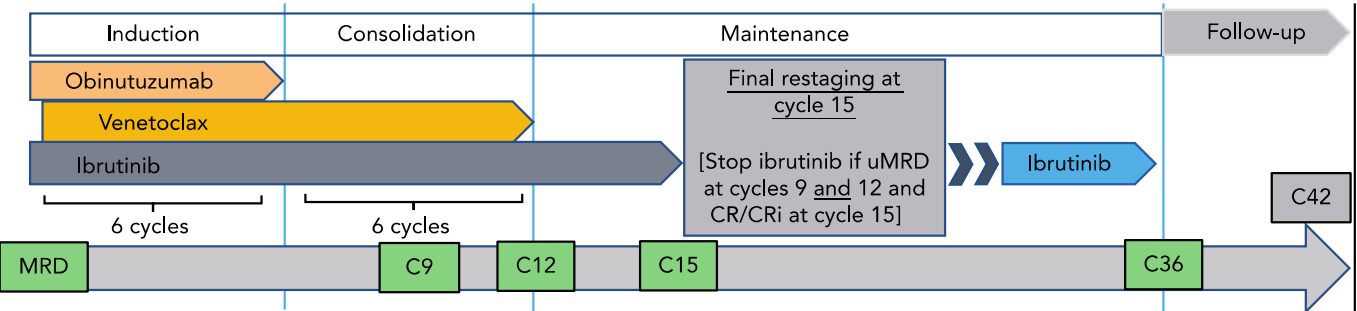 Induction
Consolidation
Maintenance
Follow-up
Obinutuzumab
Venetoclax
Ibrutinib
Final restaging at
cycle 15
[Stop ibrutinib if uMRD
at cycles 9 and 12 and
CR/CRi at cycle 15]
Ibrutinib
6 cycles
6 cycles
C42
MRD
C9
C12
C15
C36